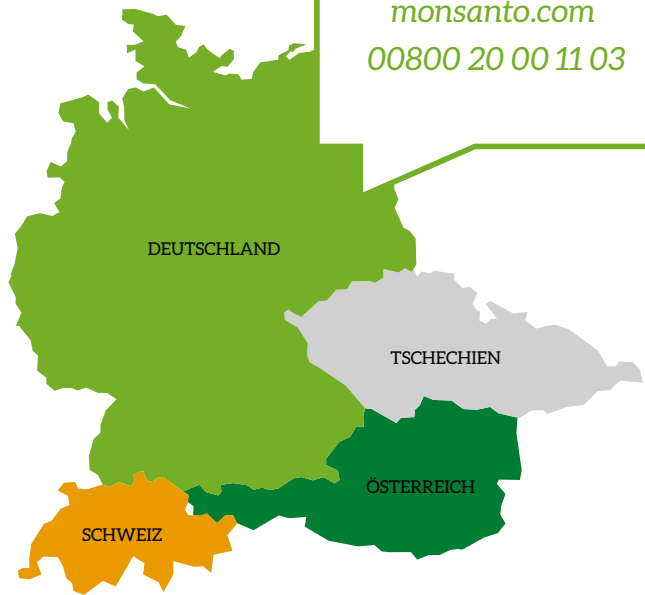 monsanto.com
00800 20 00 11 03
DEUTSCHLAND
TSCHECHIEN
ÖSTERREICH
SCHWEIZ